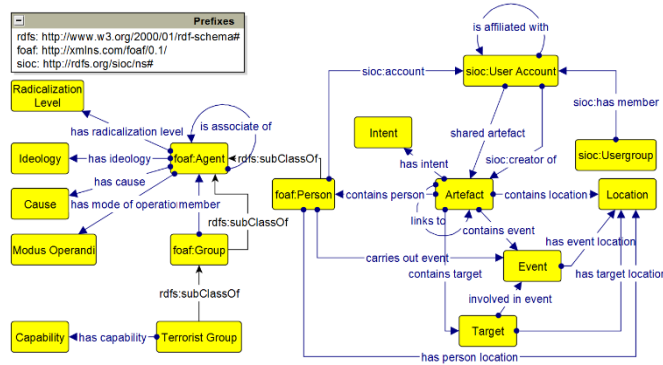 Prefixes
rdfs: http://www.w3.org/2000/01/rdf-schema#
foaf: http://xmlns.com/foaf/0.1/
sioc: http://rdfs.org/sioc/ns#
is affiliated with
sioc:account
sioc:User Account
Radicalization
Level
sioc:has member
has radicalization level
is associate of
Intent
shared artefact
Ideology
has ideology
foaf:Agent
rdfs:subClassOf
has intent
sioc:creator of
sioc:Usergroup
has cause
foaf:Person
contains person
Artefact
contains location
Location
Cause
has mode of operatio
member
links to
rdfs:subClassOf
contains event
Modus Operandi
foaf:Group
has event location
carries out event
Event
contains target
has target location
rdfs:subClassOf
involved in event
Capability
has capability
Terrorist Group
Target
has person location